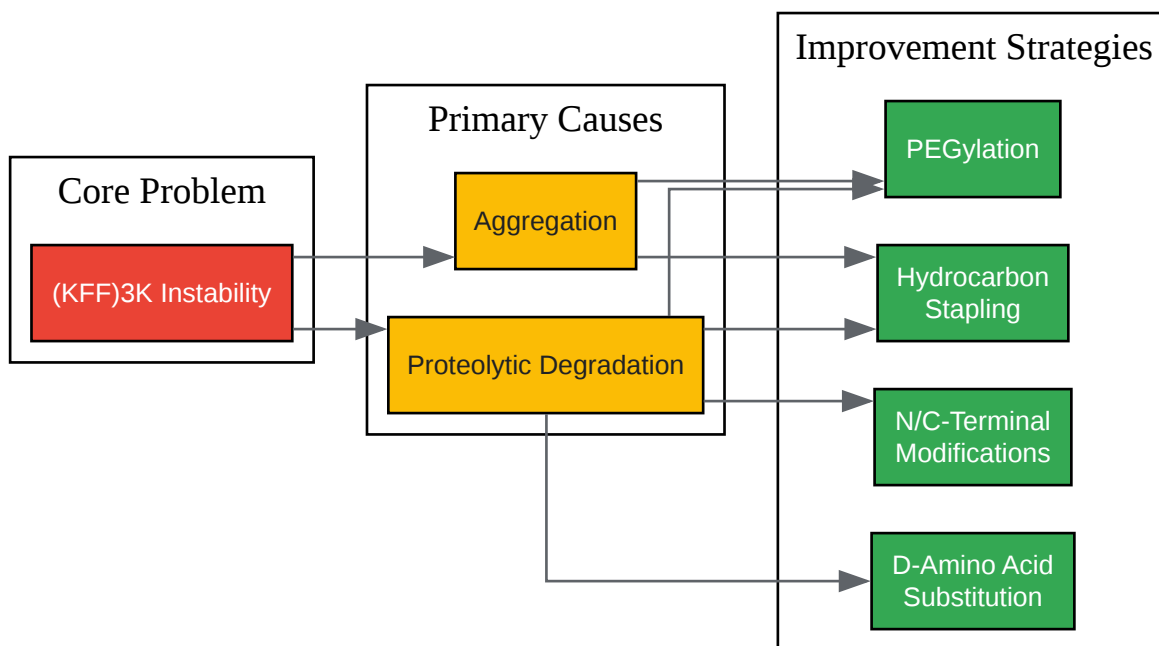 Core Problem
(KFF)3K Instability
Primary Causes
Aggregation
Proteolytic Degradation
Improvement Strategies
PEGylation
Hydrocarbon
Stapling
N/C-Terminal
Modifications
D-Amino Acid
Substitution